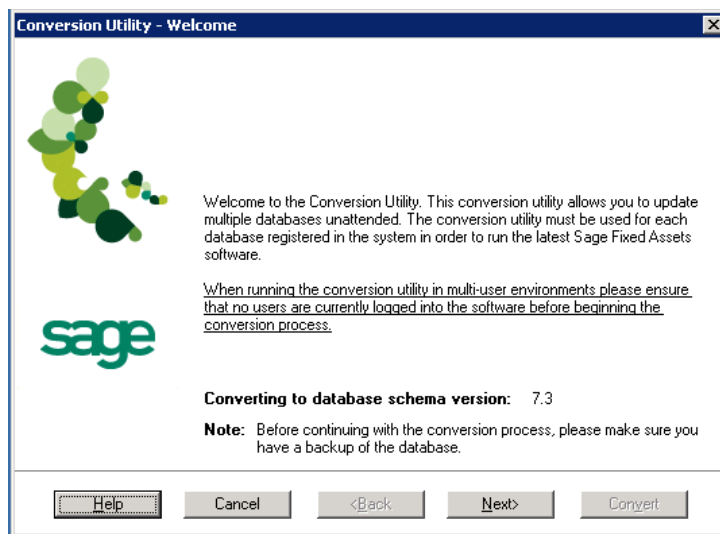 Conversion Utility - Welcome
Welcome to the Conversion Utility. This conversion utility allows you to update
multiple databases unattended. The conversion utility must be used for each
database registered in the system in order to run the latest Sage Fixed Assets
software.
When running the conversion utility in multi-user environments please ensure
that no users are currently logged into the software before beginning the
conversion process.
sage
Converting to database schema version: 7.3
Note: Before continuing with the conversion process, please make sure you
have a backup of the database.
Help Cancel <Back Next> Convert